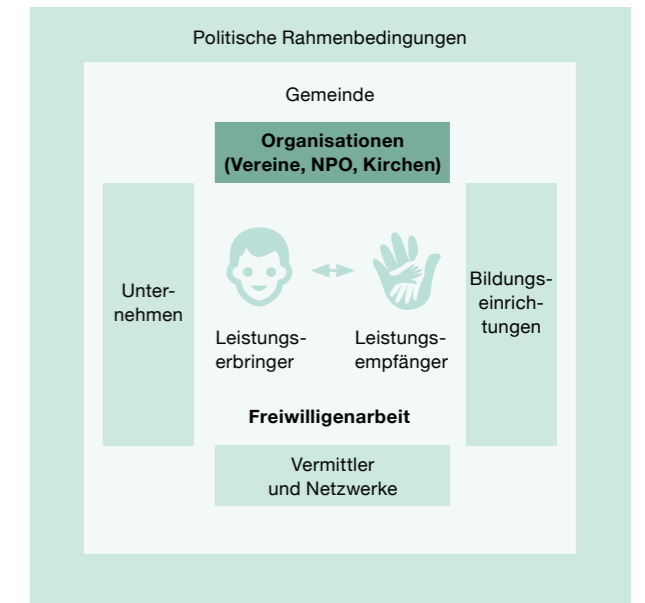 Politische Rahmenbedingungen
Gemeinde
Organisationen
(Vereine, NPO, Kirchen)
Unter-
nehmen
Bildungs-
einrich-
tungen
Leistungs-
erbringer
Leistungs-
empfänger
Freiwilligenarbeit
Vermittler
und Netzwerke